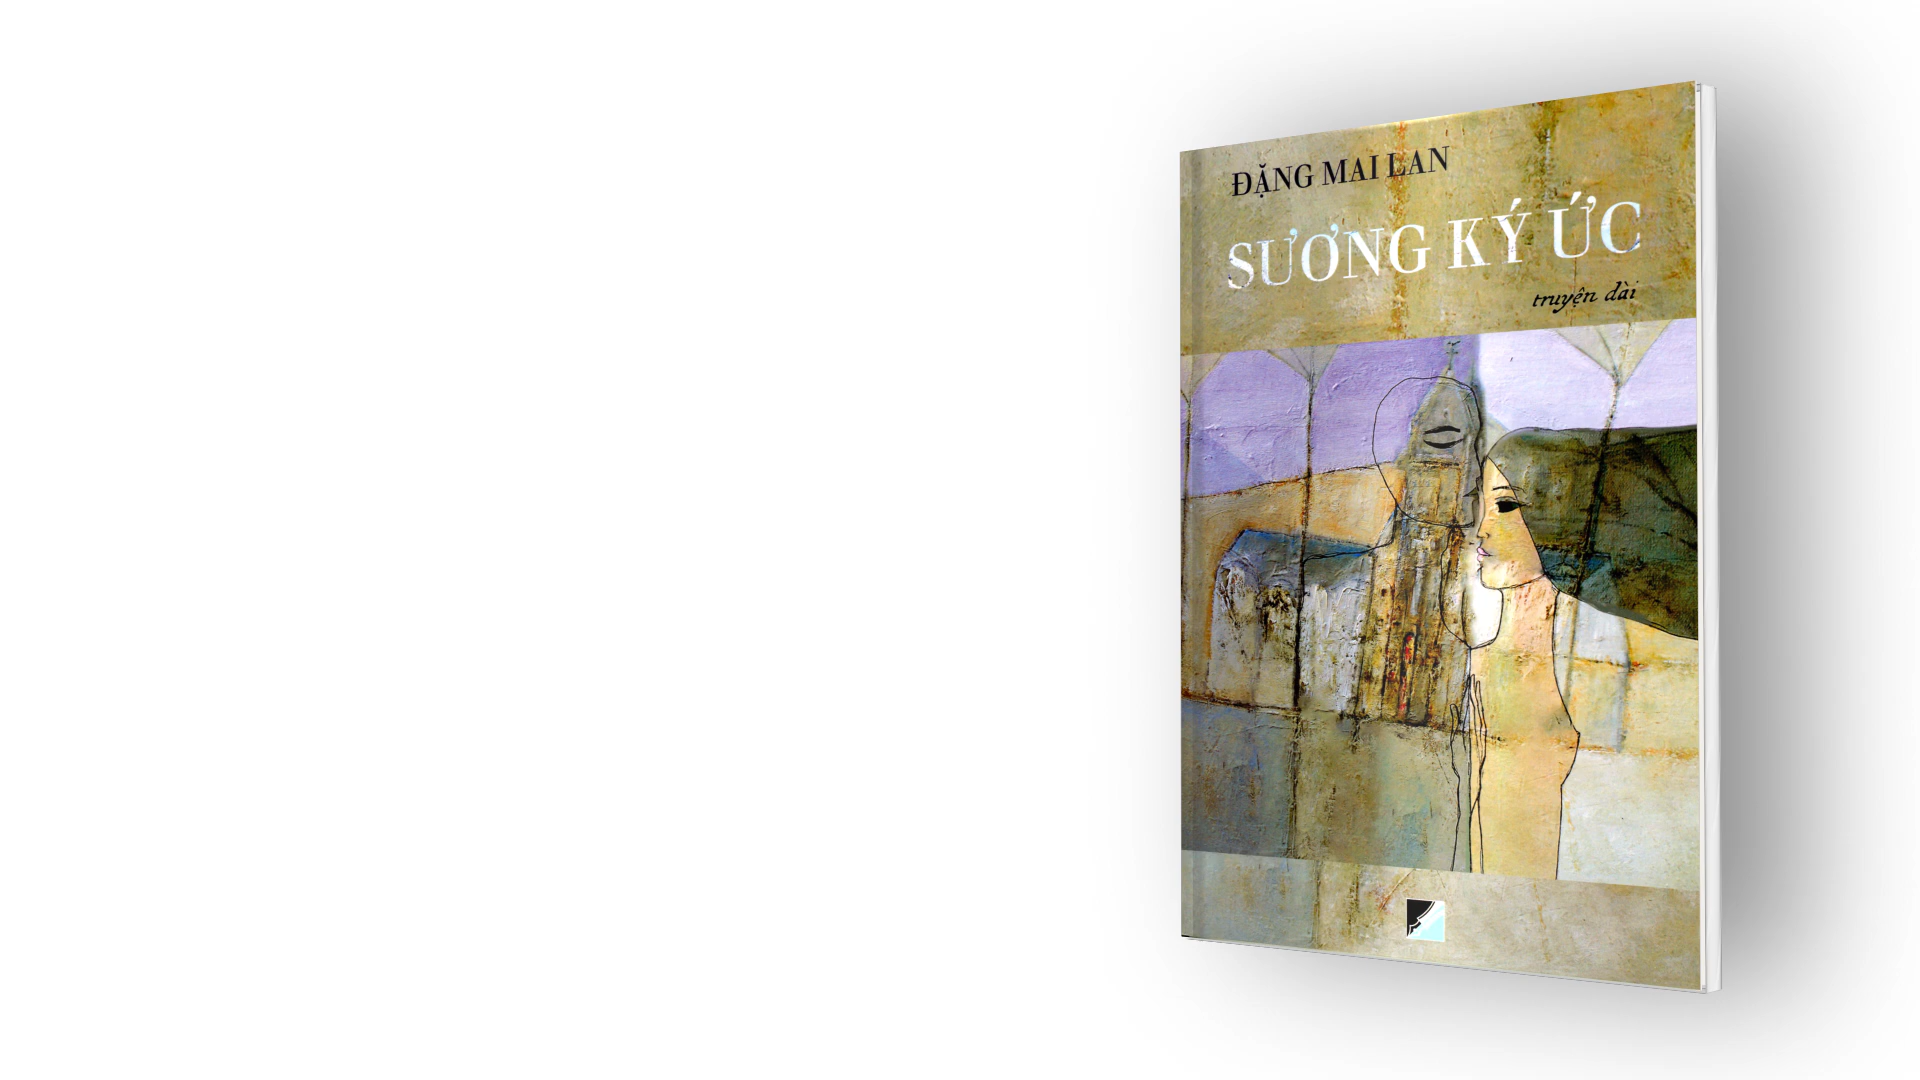 ĐẶNG MAI LAN
SƯƠNG KÝ ỨC
truyện dài